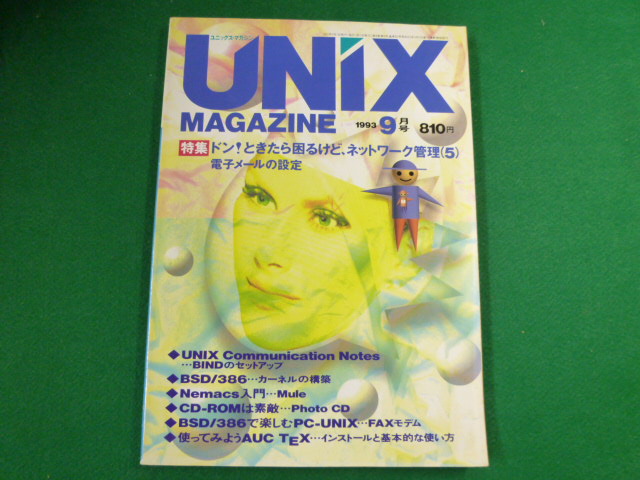 ユニックス・マガジン
UNIX
MAGAZINE
1993 9月号 810円
特集 ドン!ときたら困るけど、ネットワーク管理(5)
電子メールの設定
◆UNIX Communication Notes
…BINDのセットアップ
◆BSD/386…カーネルの構築
◆Nemacs入門…Mule
◆CD-ROMは素敵…Photo CD
◆BSD/386で楽しむPC-UNIX…FAXモデム
◆使ってみようAUC TEX…インストールと基本的な使い方